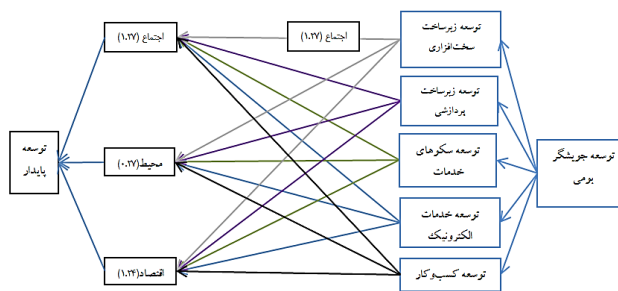 توسعه جویشگر
بومی
توسعه زیرساخت
سخت‌افزاری
توسعه زیرساخت
پردازشی
توسعه سکوهای
خدمات
توسعه خدمات
الکترونیک
توسعه کسب‌وکار
اجتماع (۱.۲۷)
اجتماع (۱.۲۷)
محیط(۰.۲۷)
اقتصاد(۱.۲۴)
توسعه
پایدار